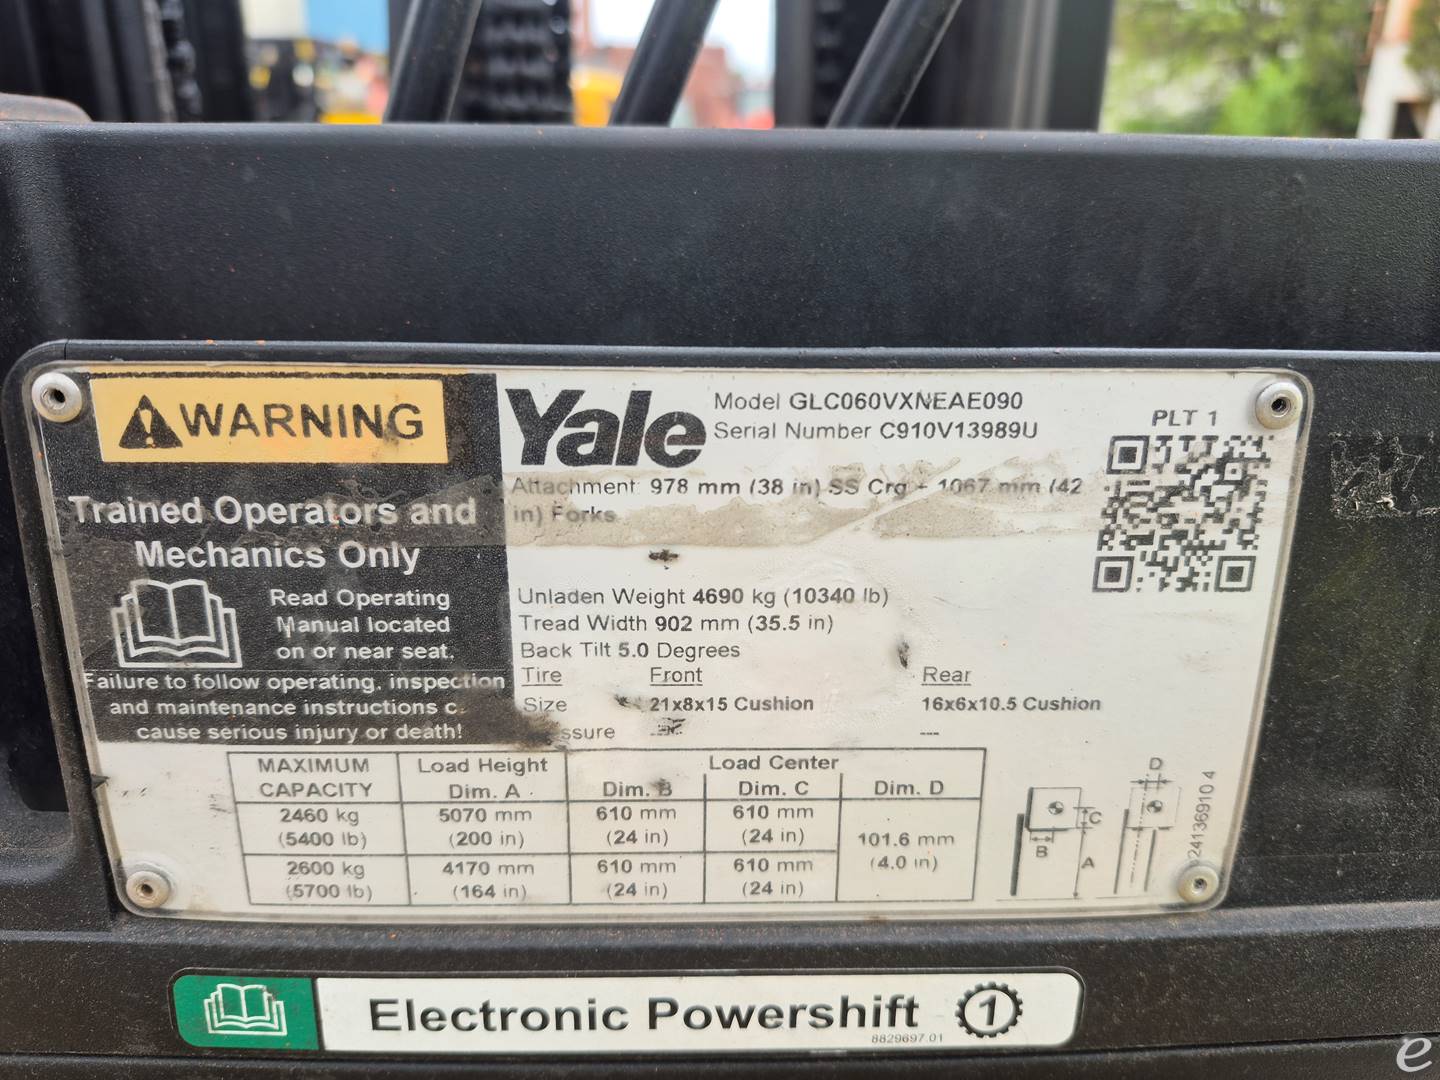 WARNING
Trained Operators and
Mechanics Only
Read Operating
Manual located
on or near seat.
Failure to follow operating, inspection
and maintenance instructions c
cause serious injury or death!
Yale
Model GLC060VXNEAE090
Serial Number C910V13989U
Attachment: 978 mm (38 in) SS Crg - 1067 mm (42
in) Forks
Unladen Weight 4690 kg (10340 lb)
Tread Width 902 mm (35.5 in)
Back Tilt 5.0 Degrees
Tire Front Rear
Size 21x8x15 Cushion 16x6x10.5 Cushion
ssure ---
PLT 1
MAXIMUM Load Height Load Center
CAPACITY Dim. A Dim. B Dim. C Dim. D
2460 kg 5070 mm 610 mm 610 mm
(5400 lb) (200 in) (24 in) (24 in)
101.6 mm
(4.0 in)
2600 kg 4170 mm 610 mm 610 mm
(5700 lb) (164 in) (24 in) (24 in)
D
C
B
A
24136910 4
Electronic Powershift 1
8829697.01
e